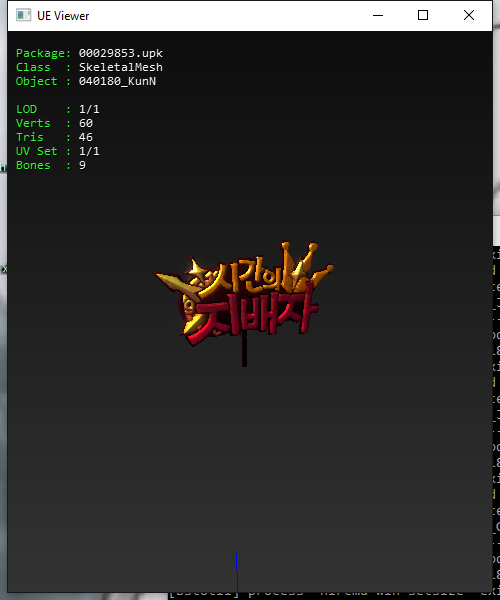 UE Viewer
Package: 00029853.upk
Class : SkeletalMesh
Object : 040180_KunN
LOD : 1/1
Verts : 60
Tris : 46
UV Set : 1/1
Bones : 9
시간의
지배자